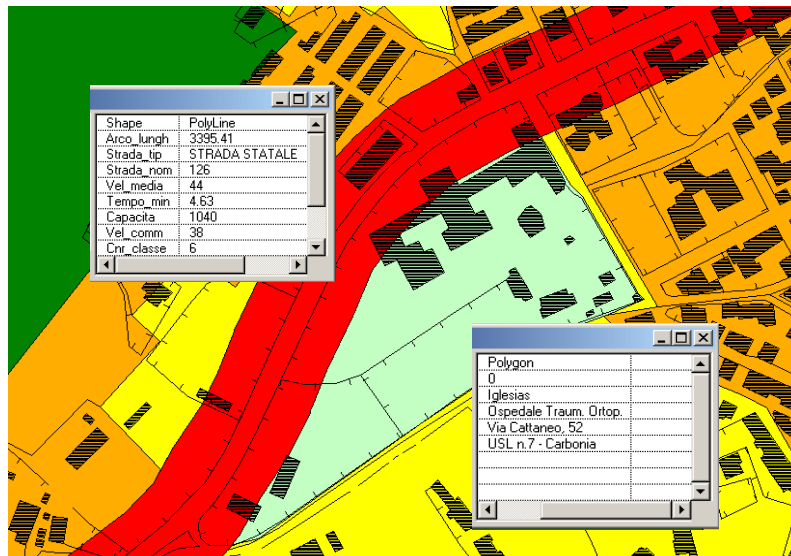 Shape PolyLine
Arco_lungh 3395.41
Strada_tip STRADA STATALE
Strada_nom 126
Vel_media 44
Tempo_min 4.63
Capacita 1040
Vel_comm 38
Cnr_classe 6
Polygon
0
Iglesias
Ospedale Traum. Ortop.
Via Cattaneo, 52
USL n.7 - Carbonia